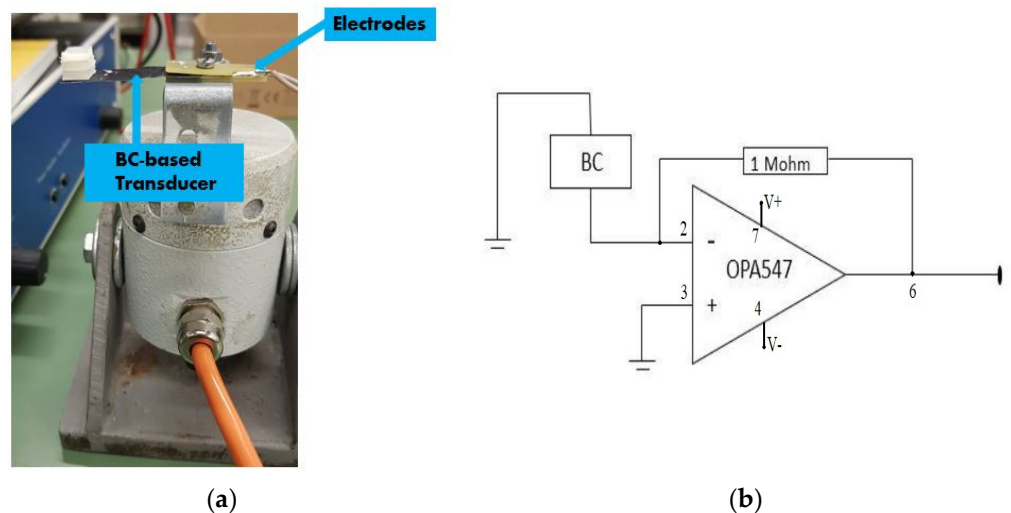 Electrodes
BC-based
Transducer
BC
1 Mohm
V+
7
2
-
OPA547
3
+
4
V-
6
(a)
(b)